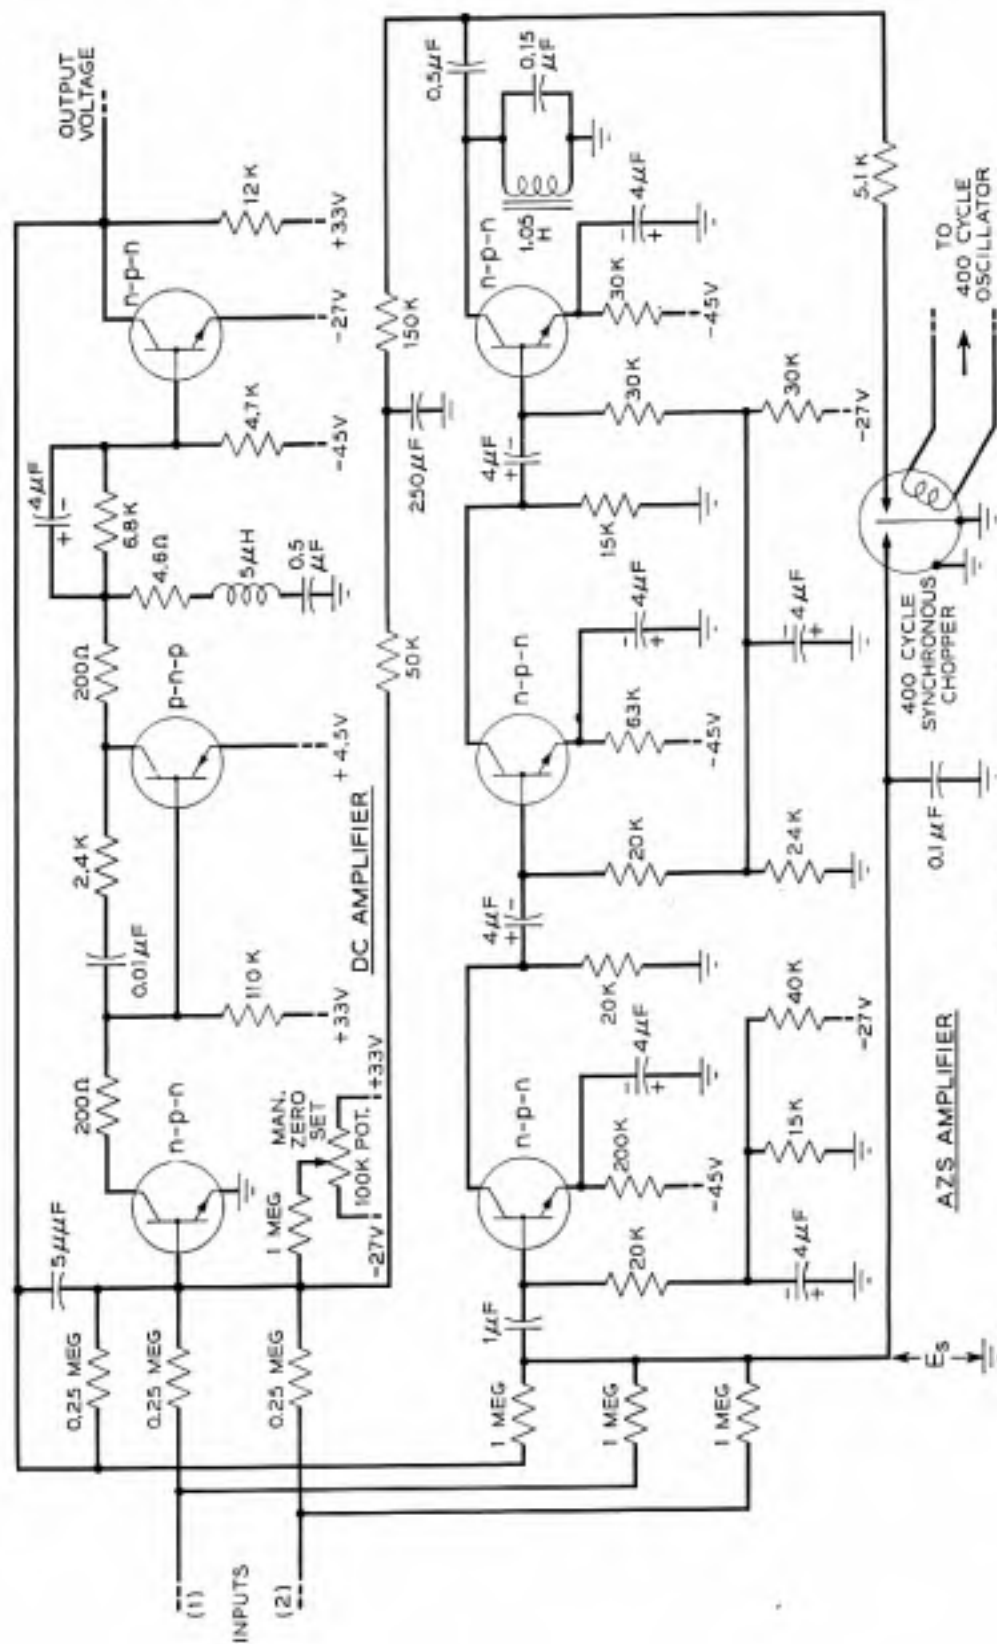 OUTPUT
VOLTAGE
5μμF
0.25 MEG
0.25 MEG
0.25 MEG
(1)
INPUTS
(2)
200Ω
n-p-n
0.01μF
2.4K
110K
+33V
p-n-p
+4.5V
200Ω
4μF
+ -
6.8K
4.6Ω
5μH
0.5
μF
4.7K
-45V
n-p-n
-27V
12K
+33V
1 MEG
MAN.
ZERO
SET
100K POT.
-27V
+33V
DC AMPLIFIER
50K
250μF
150K
1 MEG
1 MEG
1 MEG
1μF
n-p-n
20K
200K
-45V
- 4μF
+
- 4μF
+
15K
40K
-27V
20K
4μF
+ -
20K
24K
n-p-n
63K
-45V
- 4μF
+
15K
- 4μF
+
4μF
+ -
30K
30K
-27V
n-p-n
30K
-45V
- 4μF
+
1.05
H
0.15
μF
0.5μF
5.1K
AZS AMPLIFIER
E<sub>S</sub>
0.1μF
400 CYCLE
SYNCHRONOUS
CHOPPER
TO
400 CYCLE
OSCILLATOR